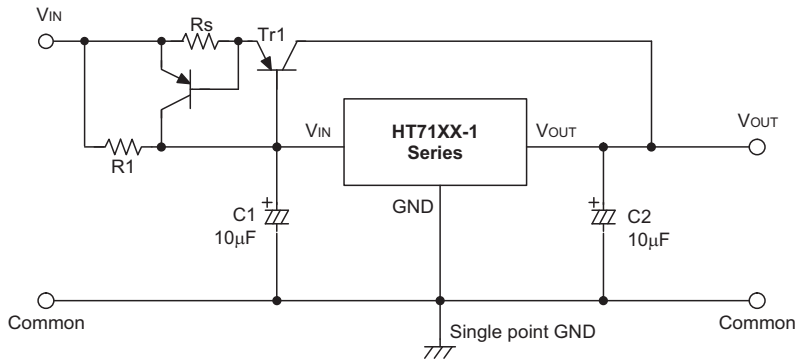 VIN
Rs
Tr1
R1
VIN
HT71XX-1
Series
VOUT
VOUT
GND
C1
10μF
C2
10μF
Common
Single point GND
Common